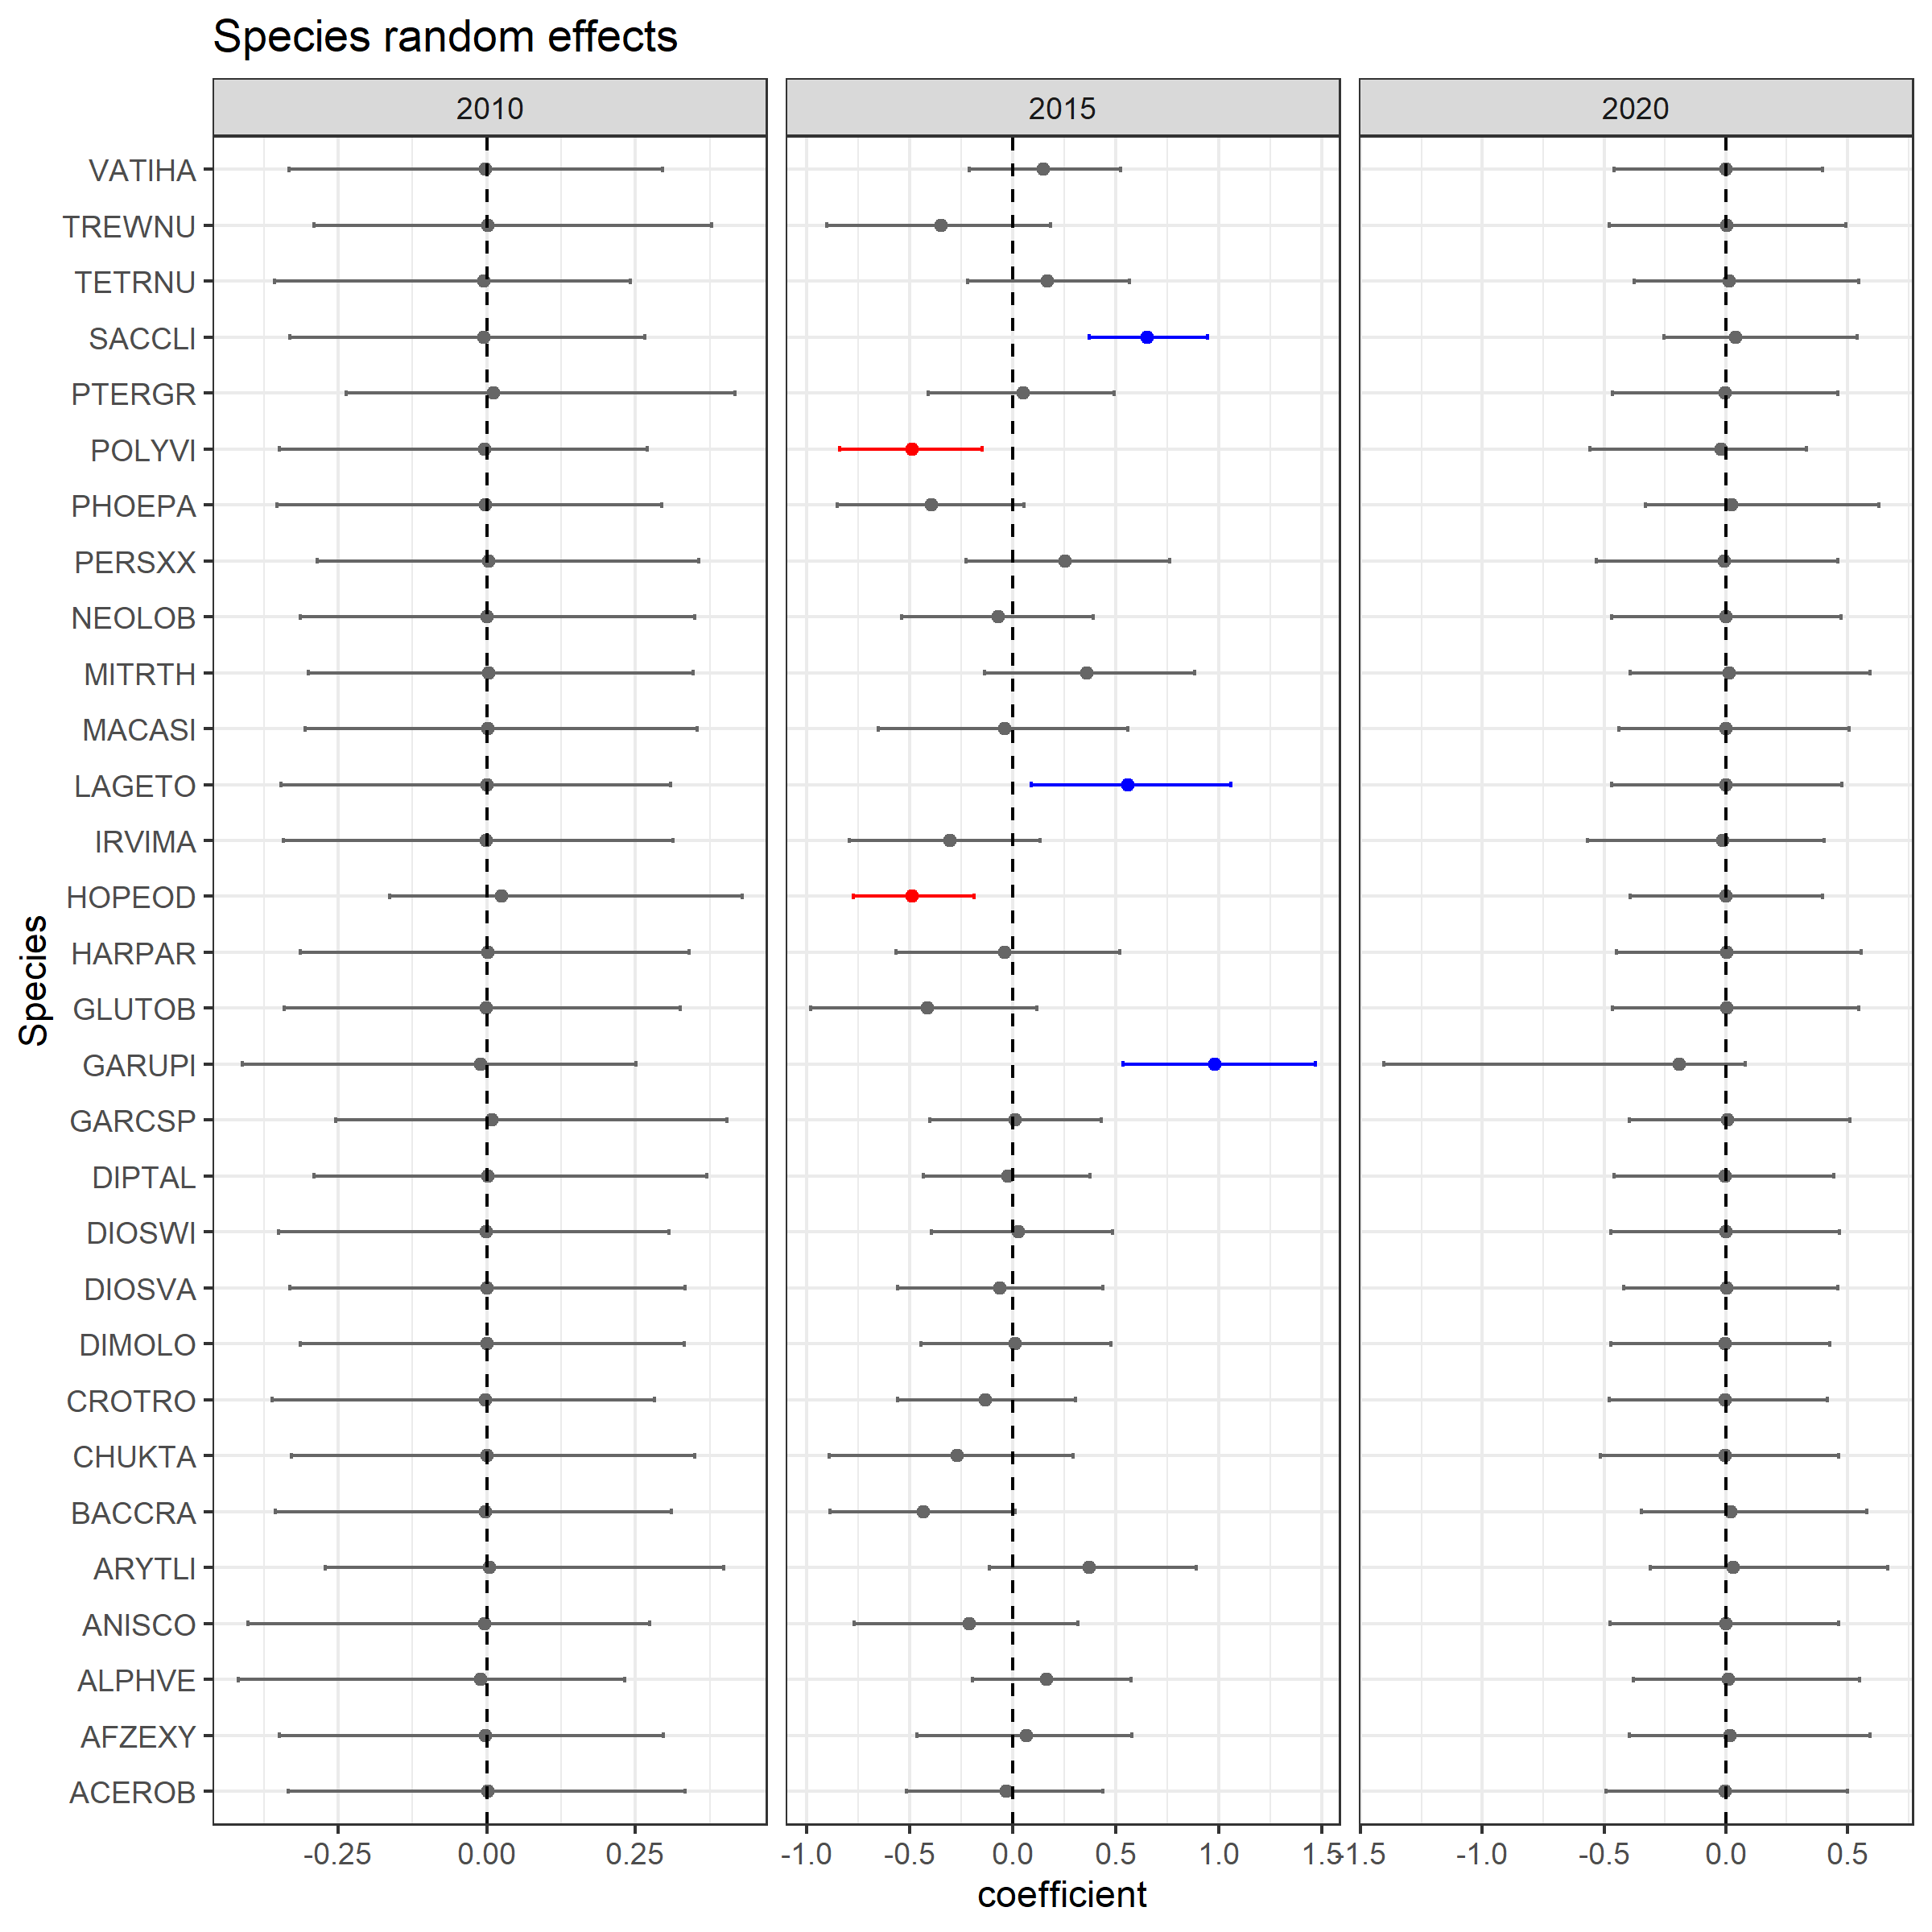 Species random effects
2010 2015 2020
VATIHA
TREWNU
TETRNU
SACCLI
PTERGR
POLYVI
PHOEPA
PERSXX
NEOLOB
MITRTH
MACASI
LAGETO
IRVIMA
HOPEOD
HARPAR
GLUTOB
GARUPI
GARCSP
DIPTAL
DIOSWI
DIOSVA
DIMOLO
CROTRO
CHUKTA
BACCRA
ARYTLI
ANISCO
ALPHVE
AFZEXY
ACEROB
Species
-0.25 0.00 0.25 -1.0 -0.5 0.0 0.5 1.0 1.5 -1.5 -1.0 -0.5 0.0 0.5
coefficient